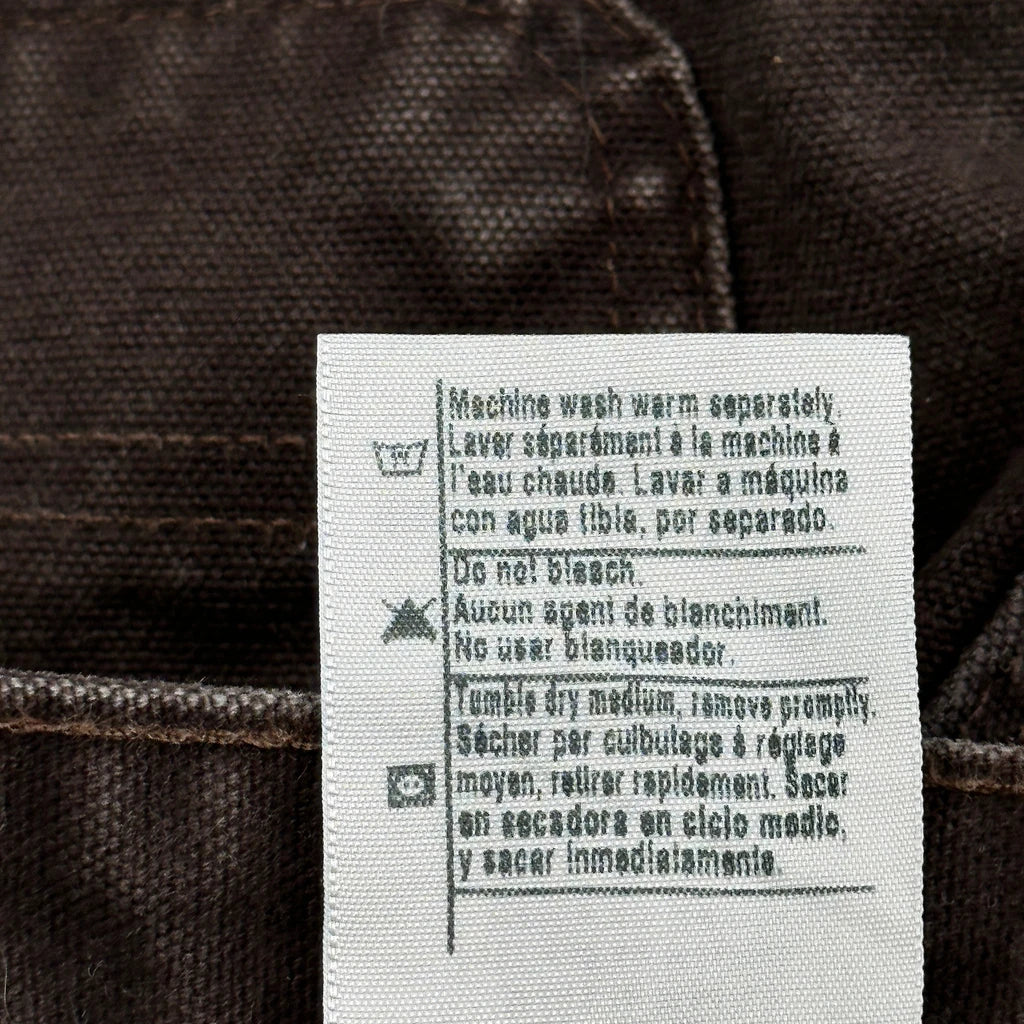 Machine wash warm separately.
Laver séparément à la machine à
l'eau chaude. Lavar a máquina
con agua tibia, por separado.
Do not bleach.
Aucun agent de blanchiment.
No usar blanqueador.
Tumble dry medium, remove promptly.
Sécher par culbutage à réglage
moyen, retirer rapidement. Secar
en secadora en ciclo medio,
y sacar inmediatamente.